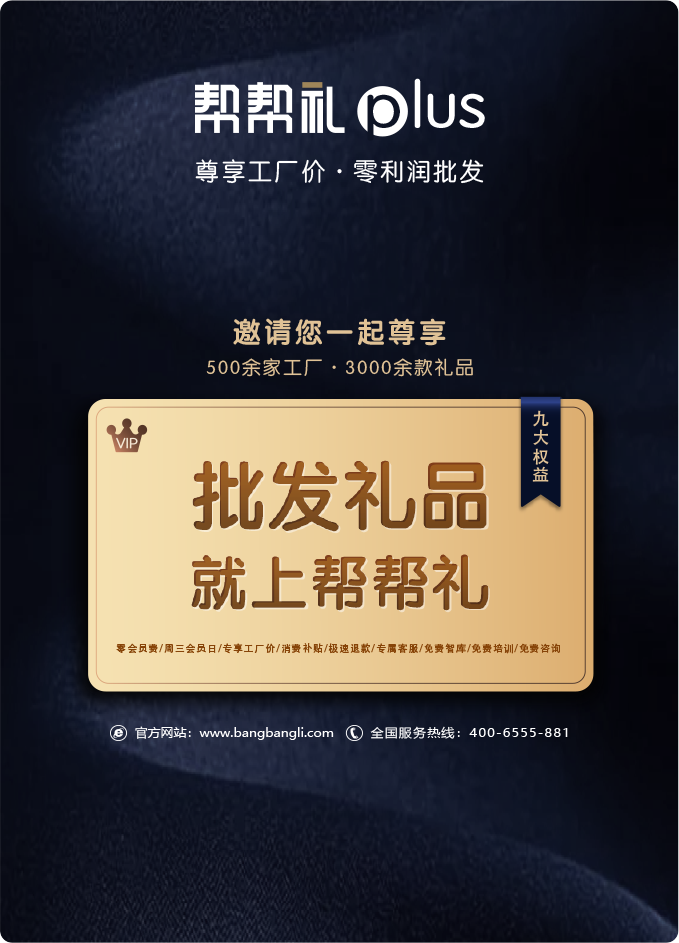 帮帮礼 plus
尊享工厂价·零利润批发
邀请您一起尊享
500余家工厂·3000余款礼品
VIP
九大权益
批发礼品
就上帮帮礼
零会员费/周三会员日/专享工厂价/消费补贴/极速退款/专属客服/免费智库/免费培训/免费咨询
官方网站：www.bangbangli.com 全国服务热线：400-6555-881